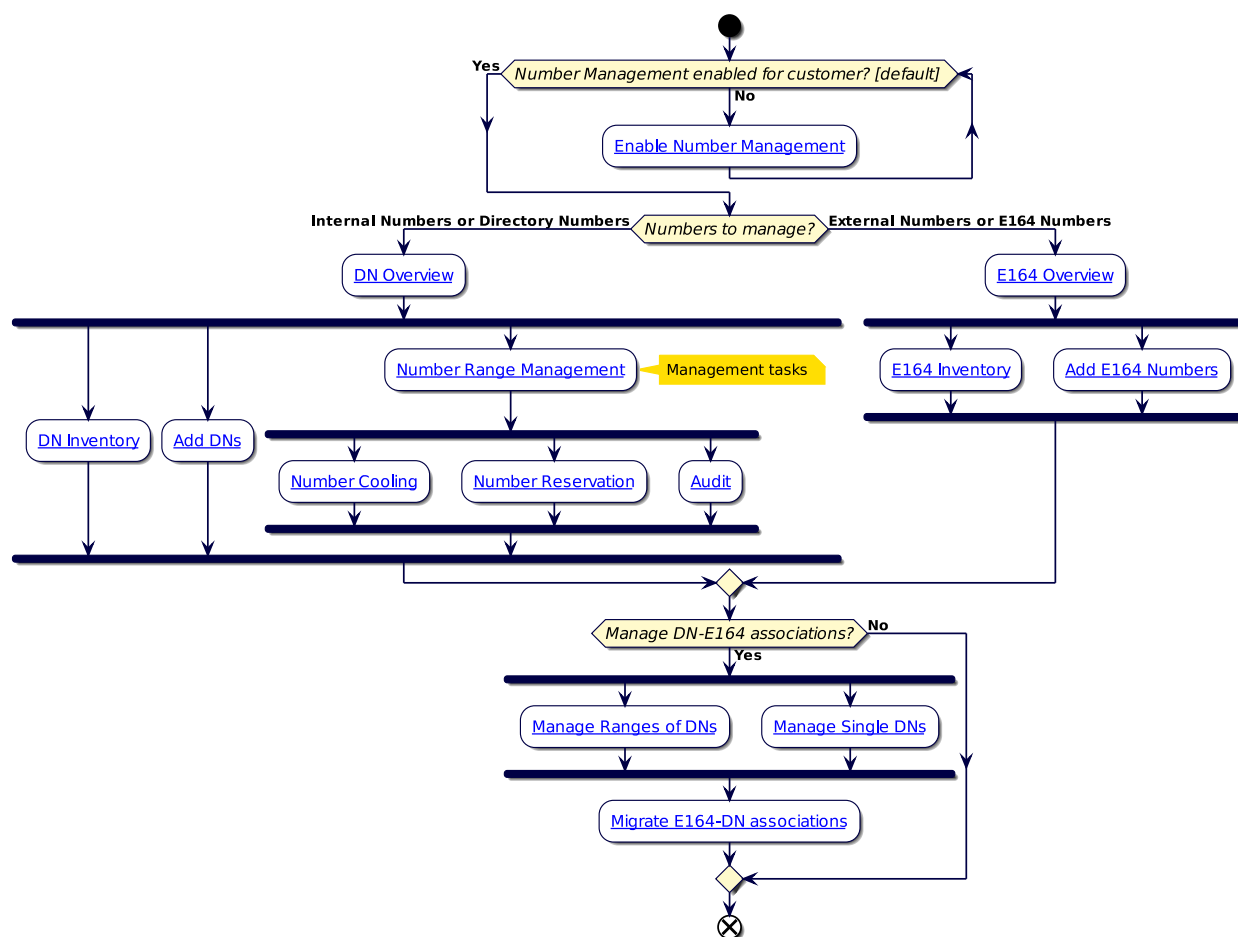 Yes
Number Management enabled for customer? [default]
No
Enable Number Management
Internal Numbers or Directory Numbers
Numbers to manage?
External Numbers or E164 Numbers
DN Overview
E164 Overview
Number Range Management
Management tasks
E164 Inventory
Add E164 Numbers
DN Inventory
Add DNs
Number Cooling
Number Reservation
Audit
Manage DN-E164 associations?
No
Yes
Manage Ranges of DNs
Manage Single DNs
Migrate E164-DN associations